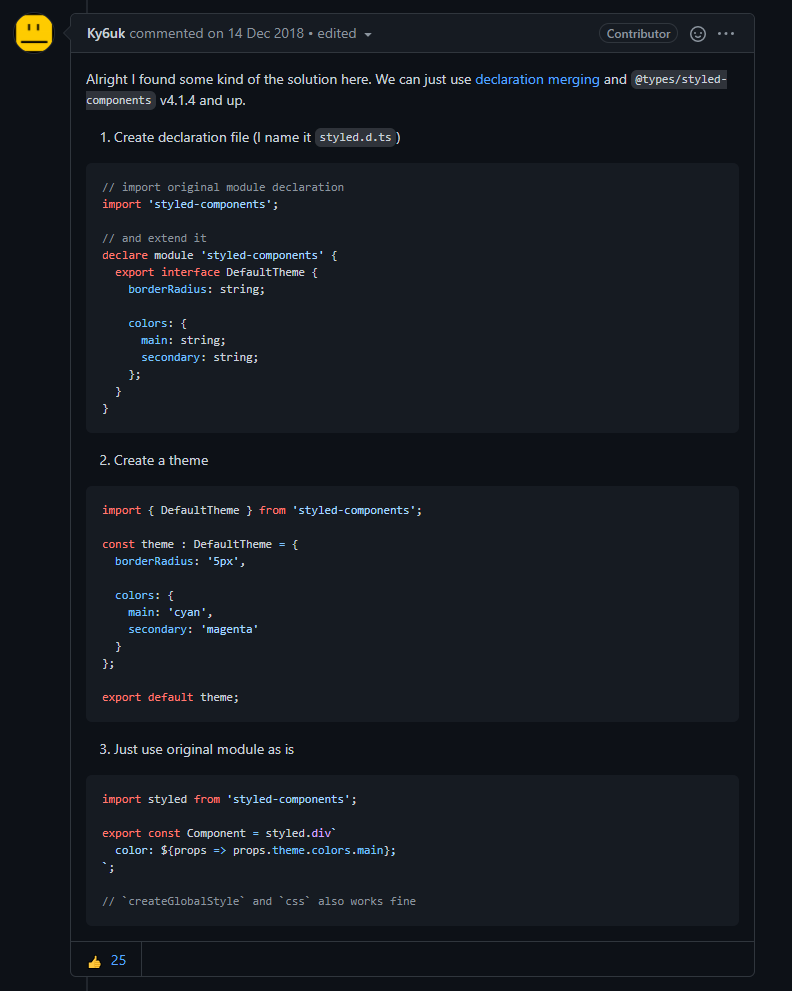 Ky6uk commented on 14 Dec 2018 • edited
Contributor
Alright I found some kind of the solution here. We can just use declaration merging and @types/styled-
components v4.1.4 and up.
1. Create declaration file (I name it styled.d.ts)
// import original module declaration
import 'styled-components';
// and extend it
declare module 'styled-components' {
export interface DefaultTheme {
borderRadius: string;
colors: {
main: string;
secondary: string;
};
}
}
2. Create a theme
import { DefaultTheme } from 'styled-components';
const theme : DefaultTheme = {
borderRadius: '5px',
colors: {
main: 'cyan',
secondary: 'magenta'
}
};
export default theme;
3. Just use original module as is
import styled from 'styled-components';
export const Component = styled.div`
color: ${props => props.theme.colors.main};
`;
// `createGlobalStyle` and `css` also works fine
👍 25